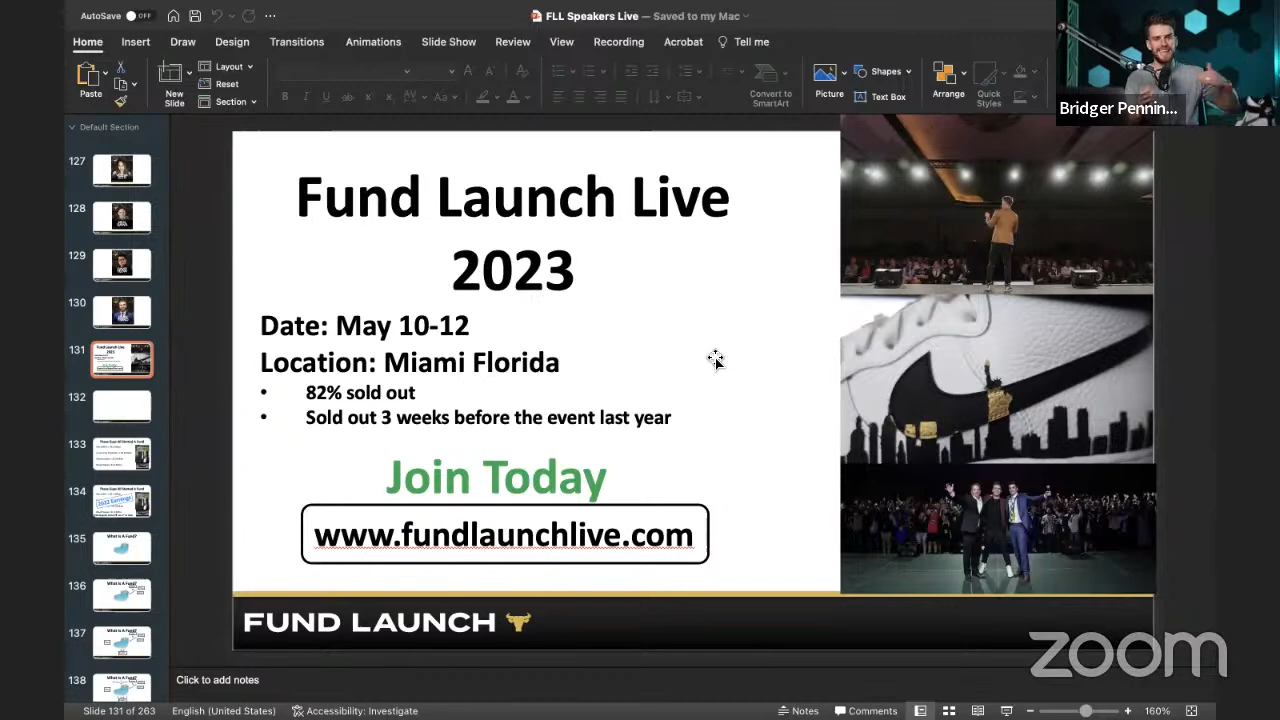 AutoSave OFF
FLL Speakers Live — Saved to my Mac
Home Insert Draw Design Transitions Animations Slide Show Review View Recording Acrobat Tell me
Paste
New Slide
Layout
Reset
Section
Convert to SmartArt
Picture
Shapes
Text Box
Arrange
Quick Styles
Bridger Pennin...
Default Section
127
128
129
130
131
132
133
134
135
136
137
138
Fund Launch Live
2023
Date: May 10-12
Location: Miami Florida
• 82% sold out
• Sold out 3 weeks before the event last year
Join Today
www.fundlaunchlive.com
FUND LAUNCH
zoom
Click to add notes
Slide 131 of 263 English (United States) Accessibility: Investigate Notes Comments 160%